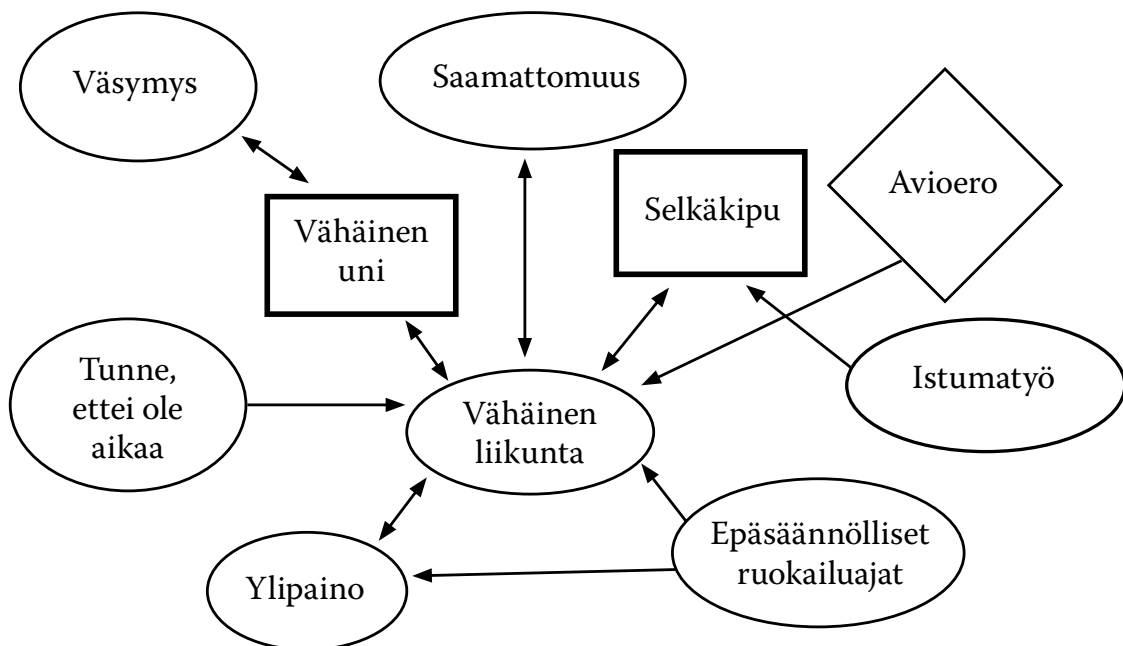 Väsymys
Saamattomuus
Avioero
Selkäkipu
Vähäinen
uni
Tunne,
ettei ole
aikaa
Istumatyö
Vähäinen
liikunta
Epäsäännölliset
ruokailuajat
Ylipaino